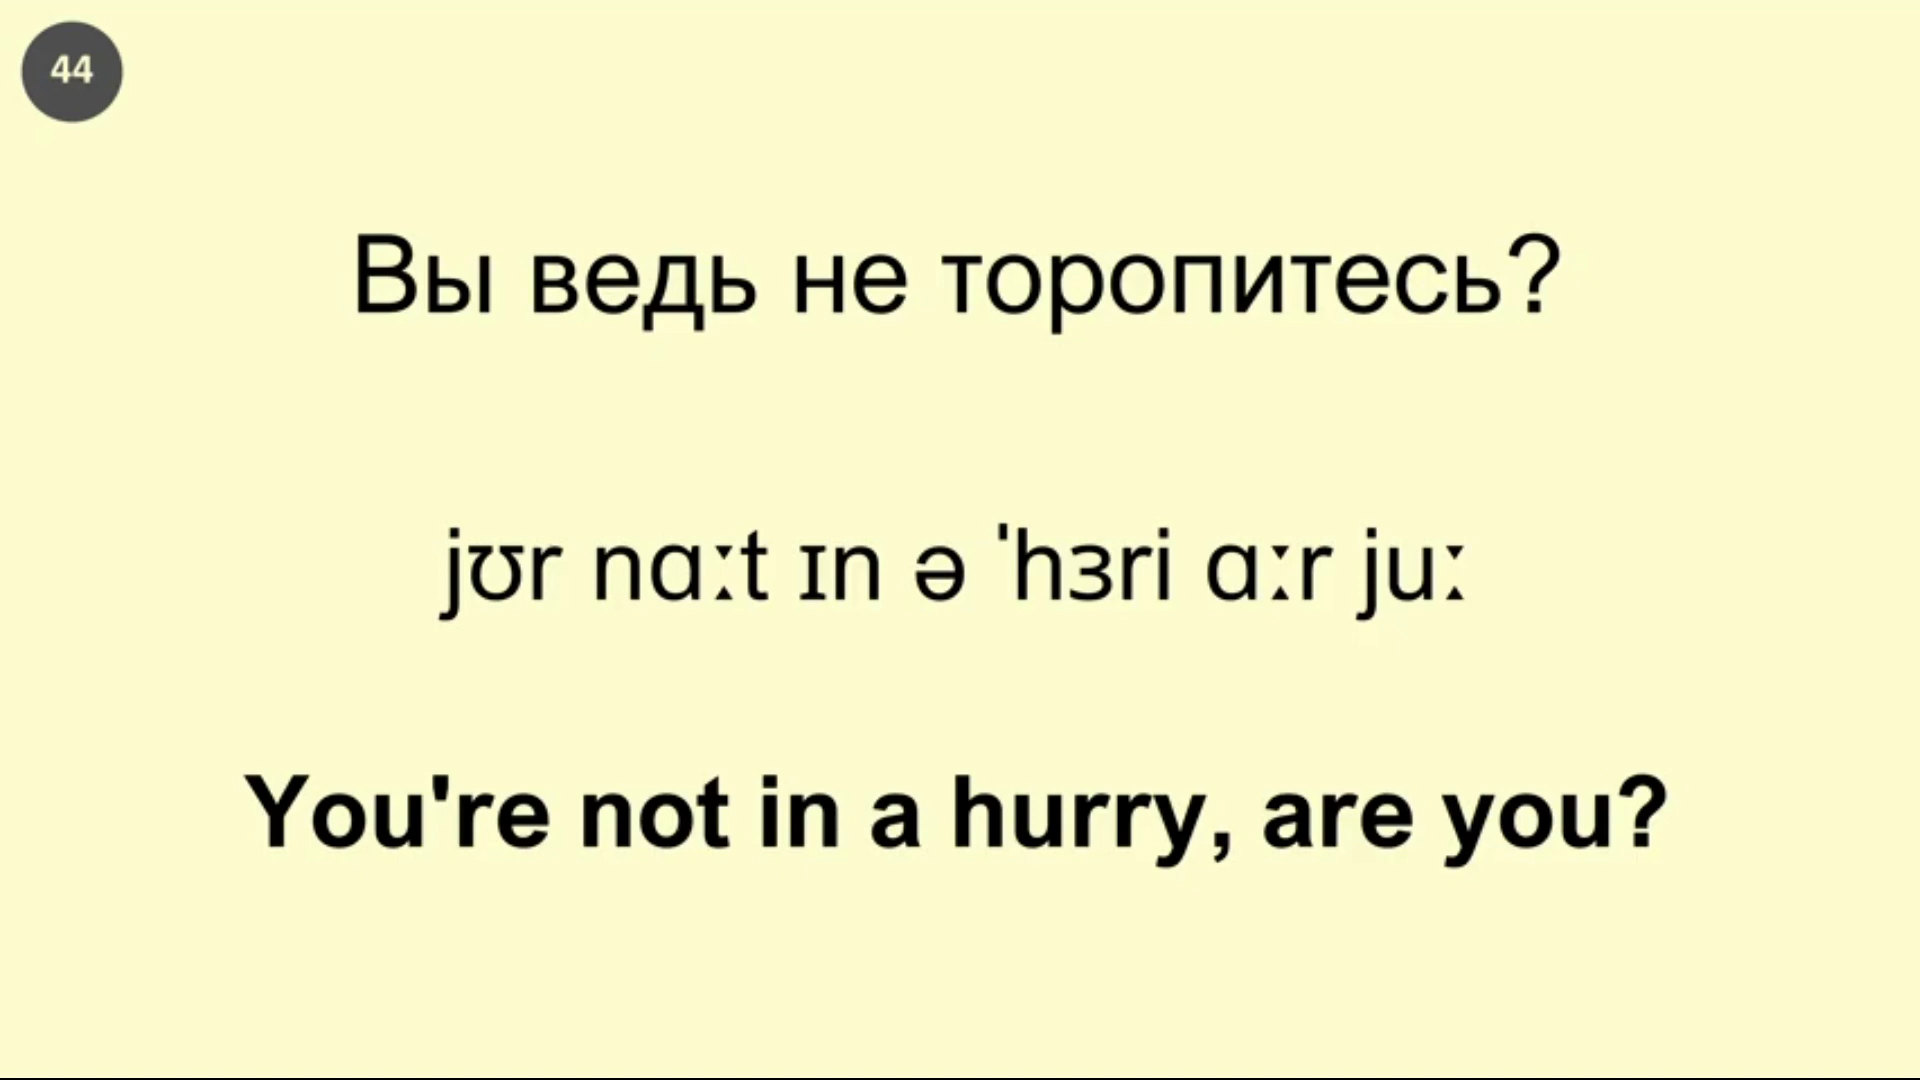 44
Вы ведь не торопитесь?
jʊr nɑːt ɪn ə ˈhɜri ɑːr juː
You're not in a hurry, are you?